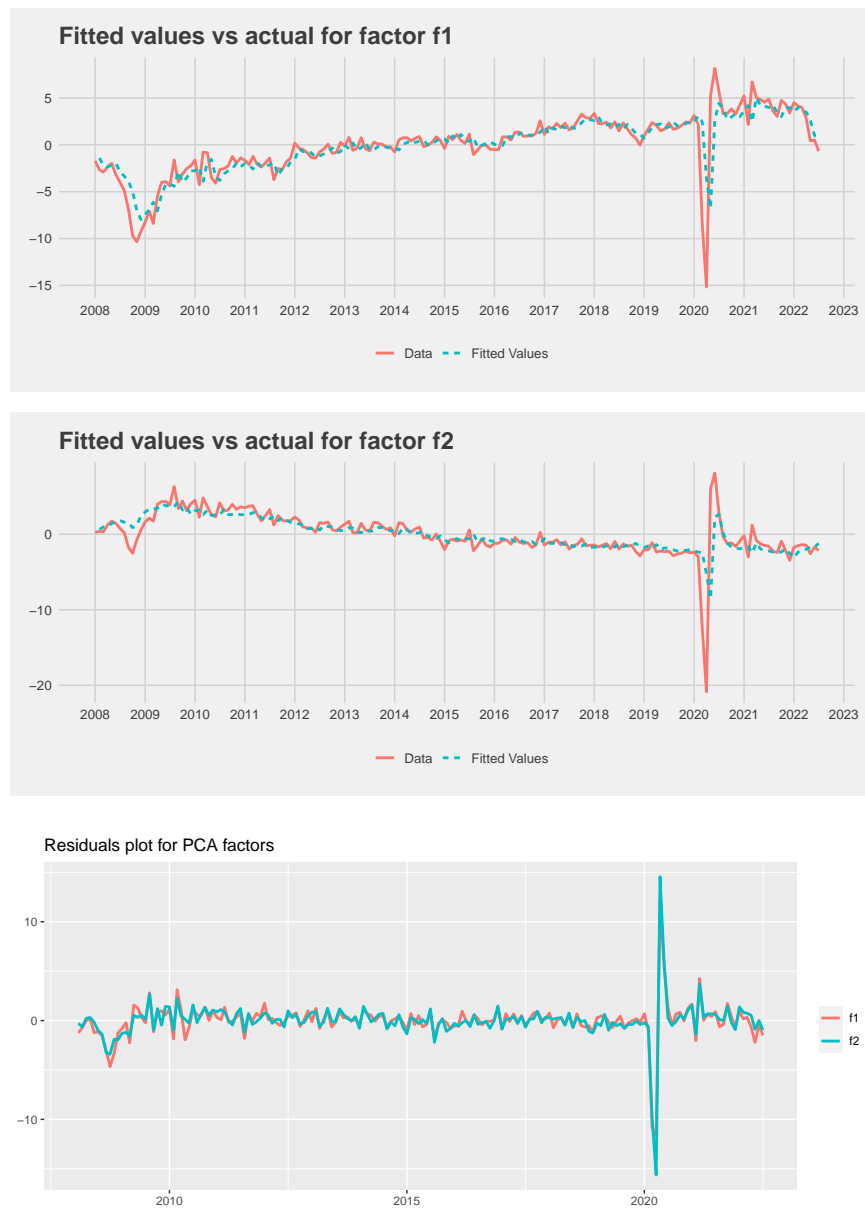 Fitted values vs actual for factor f1
5
0
−5
−10
−15
2008 2009 2010 2011 2012 2013 2014 2015 2016 2017 2018 2019 2020 2021 2022 2023
Data Fitted Values
Fitted values vs actual for factor f2
0
−10
−20
2008 2009 2010 2011 2012 2013 2014 2015 2016 2017 2018 2019 2020 2021 2022 2023
Data Fitted Values
Residuals plot for PCA factors
10
0
−10
2010 2015 2020
f1
f2